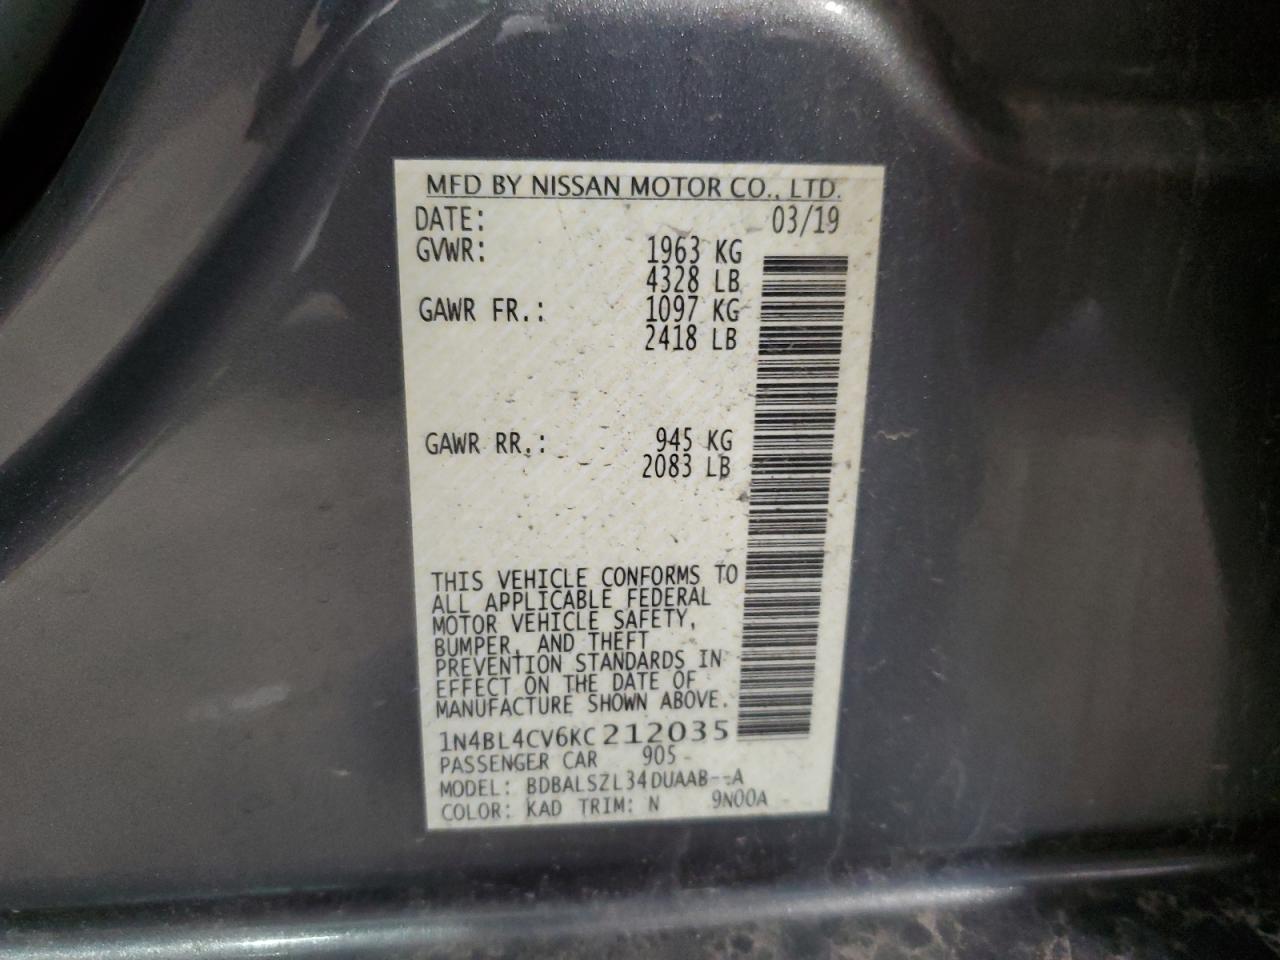 MFD BY NISSAN MOTOR CO., LTD.
DATE: 03/19
GVWR: 1963 KG
4328 LB
GAWR FR.: 1097 KG
2418 LB
GAWR RR.: 945 KG
2083 LB
THIS VEHICLE CONFORMS TO
ALL APPLICABLE FEDERAL
MOTOR VEHICLE SAFETY,
BUMPER, AND THEFT
PREVENTION STANDARDS IN
EFFECT ON THE DATE OF
MANUFACTURE SHOWN ABOVE.
1N4BL4CV6KC212035
PASSENGER CAR 905
MODEL: BDBALSZL34DUAAB--A
COLOR: KAD TRIM: N 9N00A